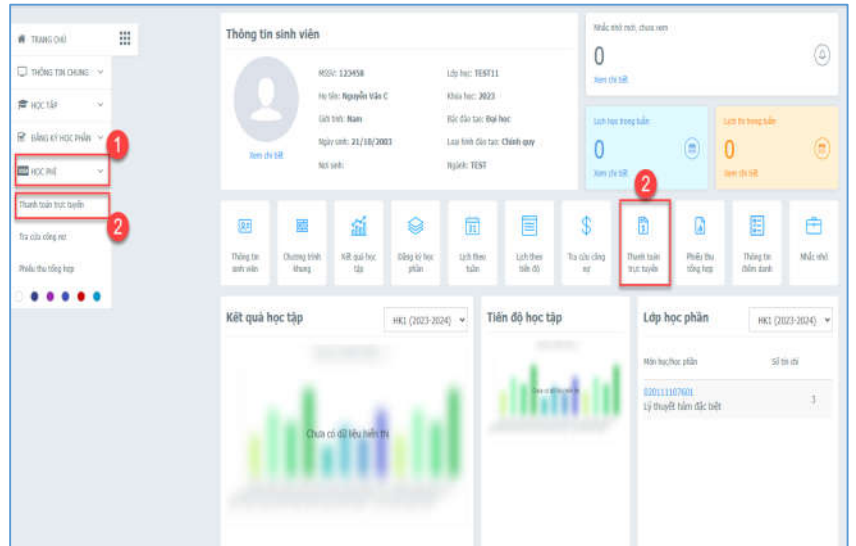 TRANG CHỦ
THÔNG TIN CHUNG
HỌC TẬP
ĐĂNG KÝ HỌC PHẦN
1
HỌC PHÍ
Thanh toán trực tuyến
2
Tra cứu công nợ
Phiếu thu tổng hợp
Thông tin sinh viên
Xem chi tiết
MSSV: 123458
Họ tên: Nguyễn Văn C
Giới tính: Nam
Ngày sinh: 21/10/2003
Nơi sinh:
Lớp học: TEST11
Khóa học: 2023
Bậc đào tạo: Đại học
Loại hình đào tạo: Chính quy
Ngành: TEST
Nhắc nhở mới, chưa xem
0
Xem chi tiết
Lịch học trong tuần
0
Xem chi tiết
Lịch thi trong tuần
0
Xem chi tiết
2
Thông tin sinh viên
Chương trình khung
Kết quả học tập
Đăng ký học phần
Lịch theo tuần
Lịch theo tiến độ
Tra cứu công nợ
Thanh toán trực tuyến
Phiếu thu tổng hợp
Thông tin điểm danh
Nhắc nhở
Kết quả học tập
HK1 (2023-2024)
Chưa có dữ liệu hiển thị
Tiến độ học tập
Chưa có dữ liệu hiển thị
Lớp học phần
HK1 (2023-2024)
Môn học/học phần
Số tín chỉ
020111107601
Lý thuyết hàm đặc biệt
3